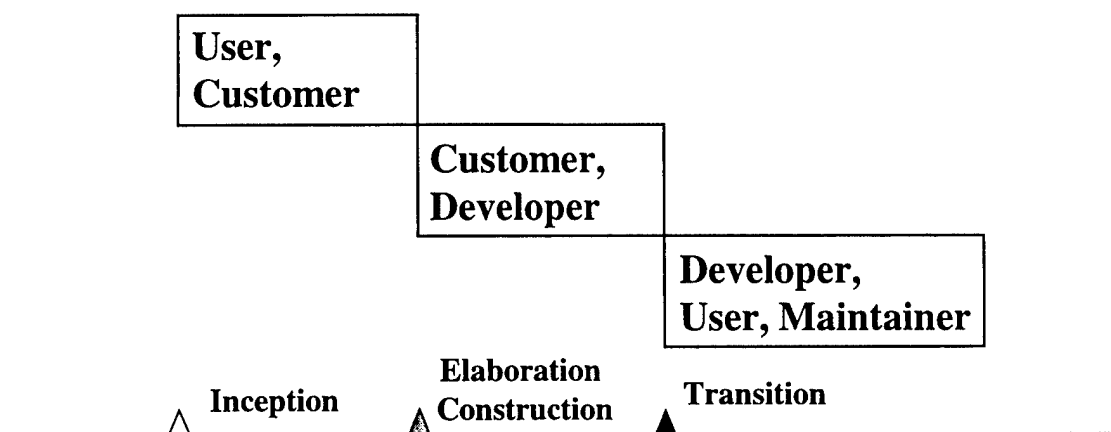 User,
Customer
Customer,
Developer
Developer,
User, Maintainer
Inception
Elaboration
Construction
Transition